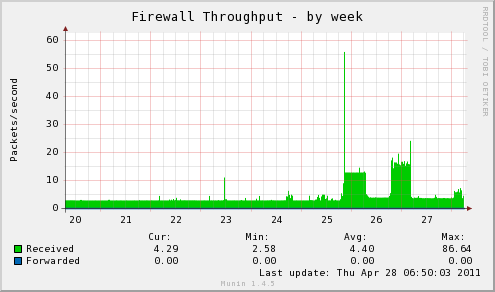 Firewall Throughput - by week
RRDTOOL / TOBI OETIKER
Packets/second
60
50
40
30
20
10
0
20 21 22 23 24 25 26 27
Cur: Min: Avg: Max:
Received 4.29 2.58 4.40 86.64
Forwarded 0.00 0.00 0.00 0.00
Last update: Thu Apr 28 06:50:03 2011
Munin 1.4.5